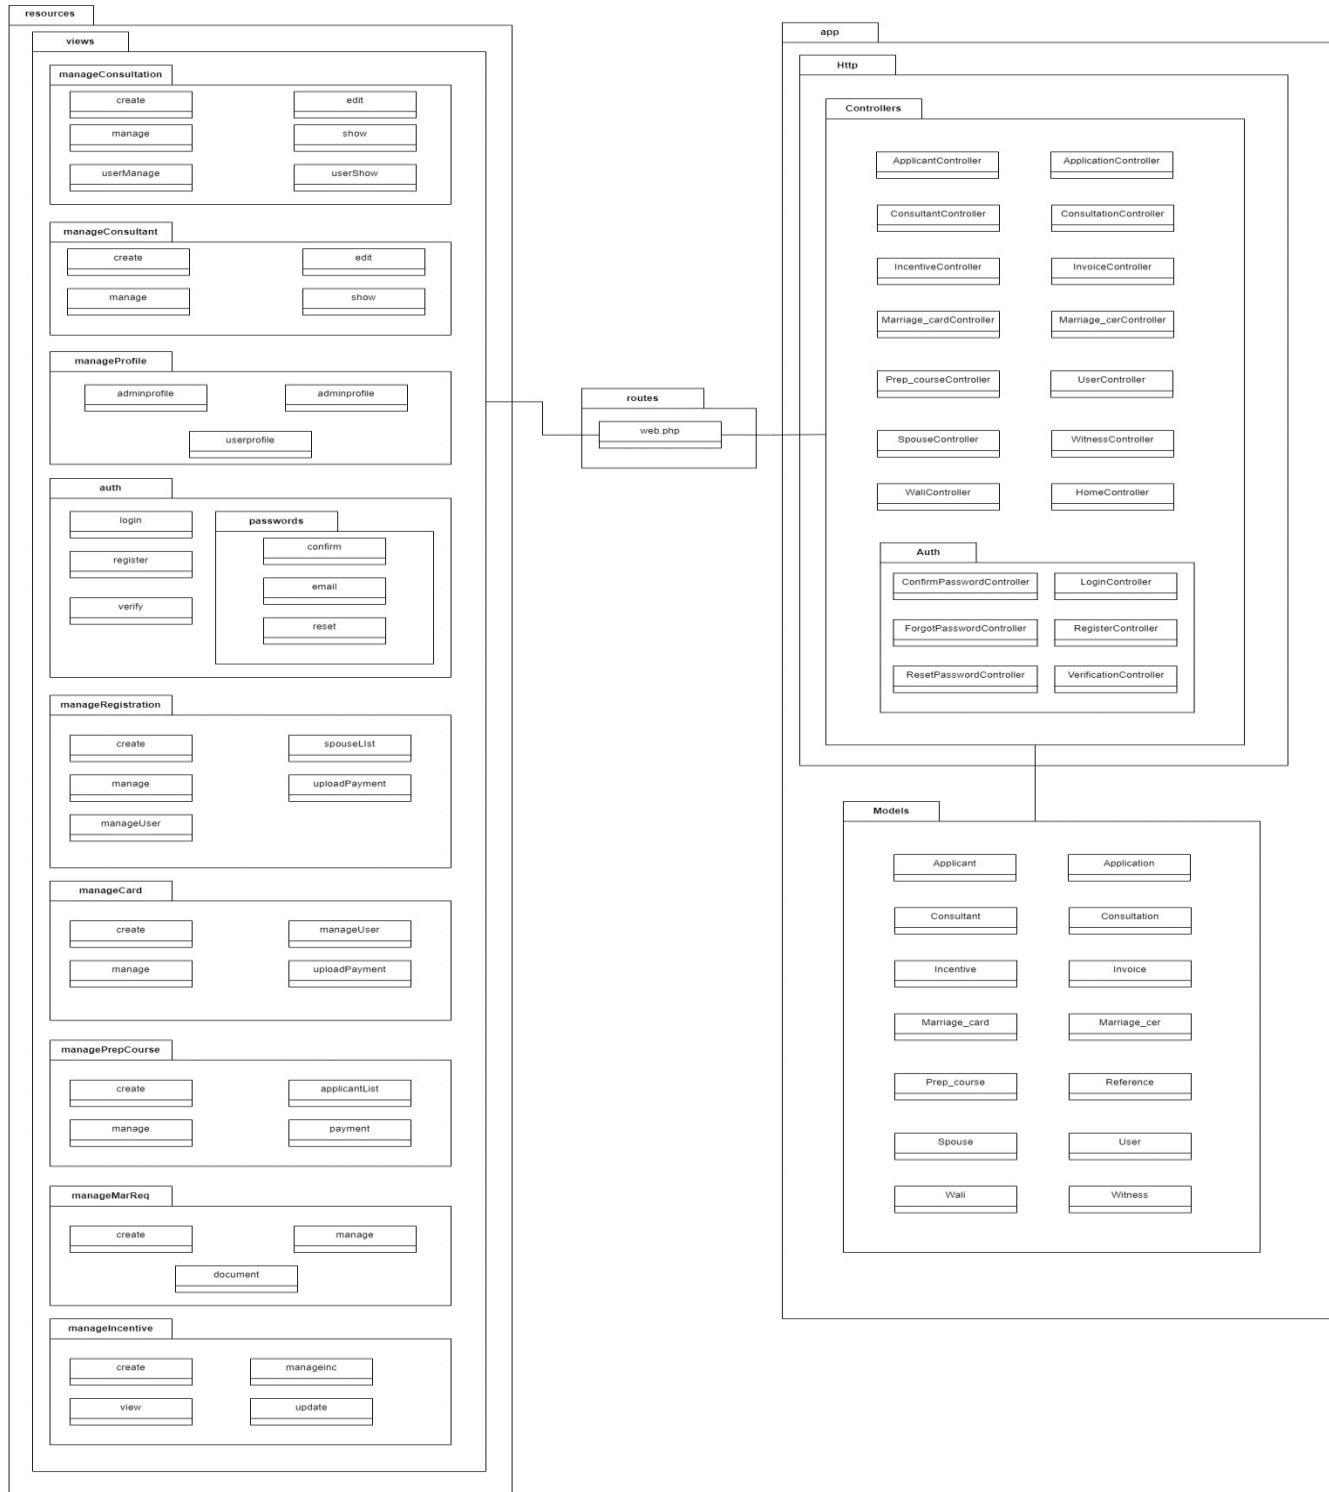 resources
views
manageConsultation
create
edit
manage
show
userManage
userShow
manageConsultant
create
edit
manage
show
manageProfile
adminprofile
adminprofile
userprofile
auth
login
register
verify
passwords
confirm
email
reset
manageRegistration
create
spouseLIst
manage
uploadPayment
manageUser
manageCard
create
manageUser
manage
uploadPayment
managePrepCourse
create
applicantList
manage
payment
manageMarReq
create
manage
document
manageIncentive
create
manageinc
view
update
routes
web.php
app
Http
Controllers
ApplicantController
ApplicationController
ConsultantController
ConsultationController
IncentiveController
InvoiceController
Marriage_cardController
Marriage_cerController
Prep_courseController
UserController
SpouseController
WitnessController
WaliController
HomeController
Auth
ConfirmPasswordController
LoginController
ForgotPasswordController
RegisterController
ResetPasswordController
VerificationController
Models
Applicant
Application
Consultant
Consultation
Incentive
Invoice
Marriage_card
Marriage_cer
Prep_course
Reference
Spouse
User
Wali
Witness